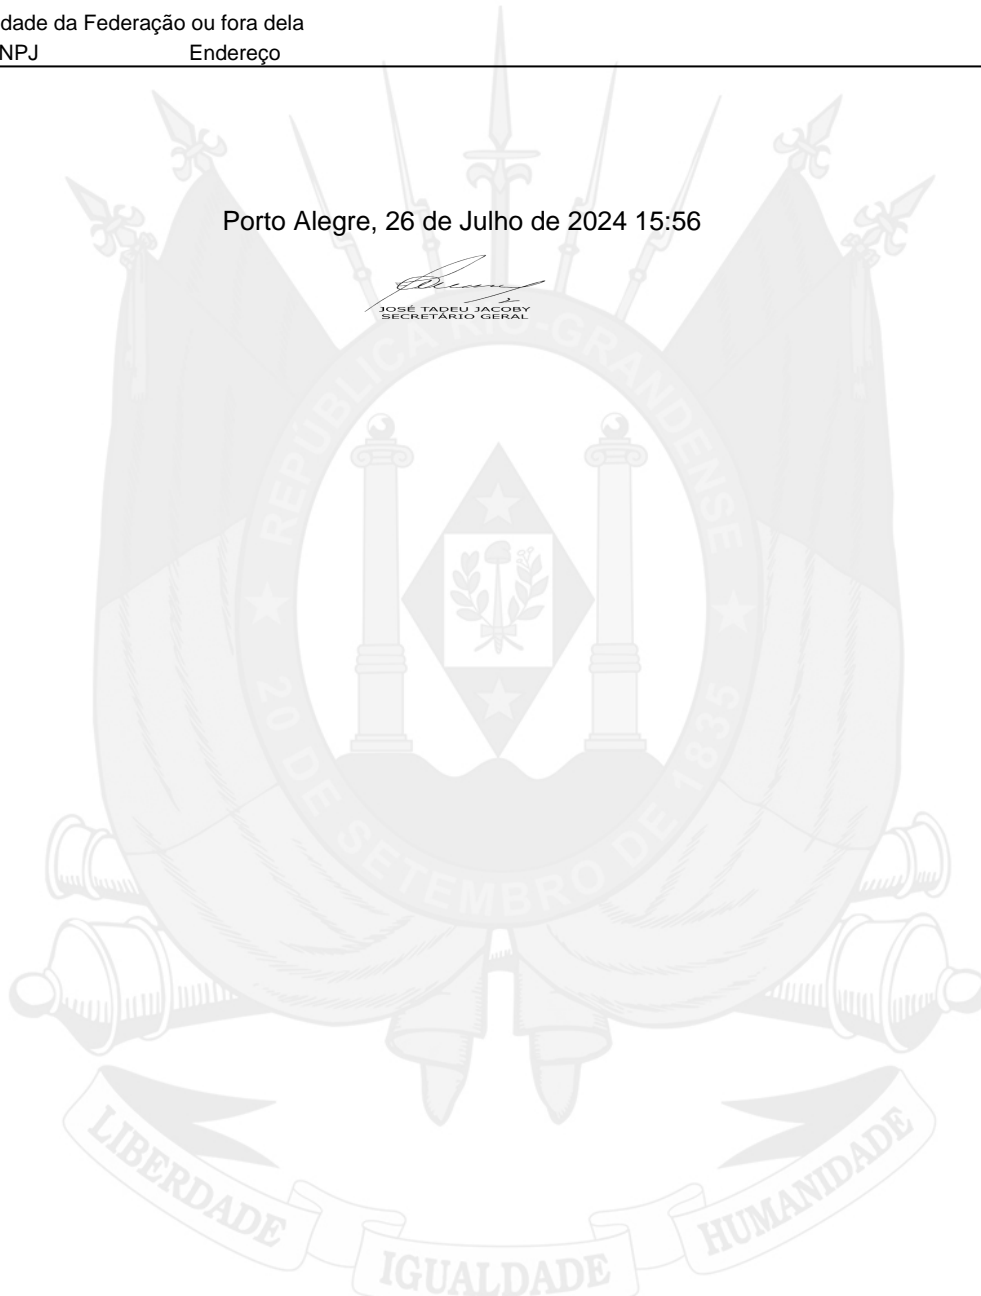 dade da Federação ou fora dela
NPJ Endereço
Porto Alegre, 26 de Julho de 2024 15:56
JOSÉ TADEU JACOBY
SECRETÁRIO GERAL
REPÚBLICA RIO-GRANDENSE
20 DE SETEMBRO DE 1835
LIBERDADE
IGUALDADE
HUMANIDADE